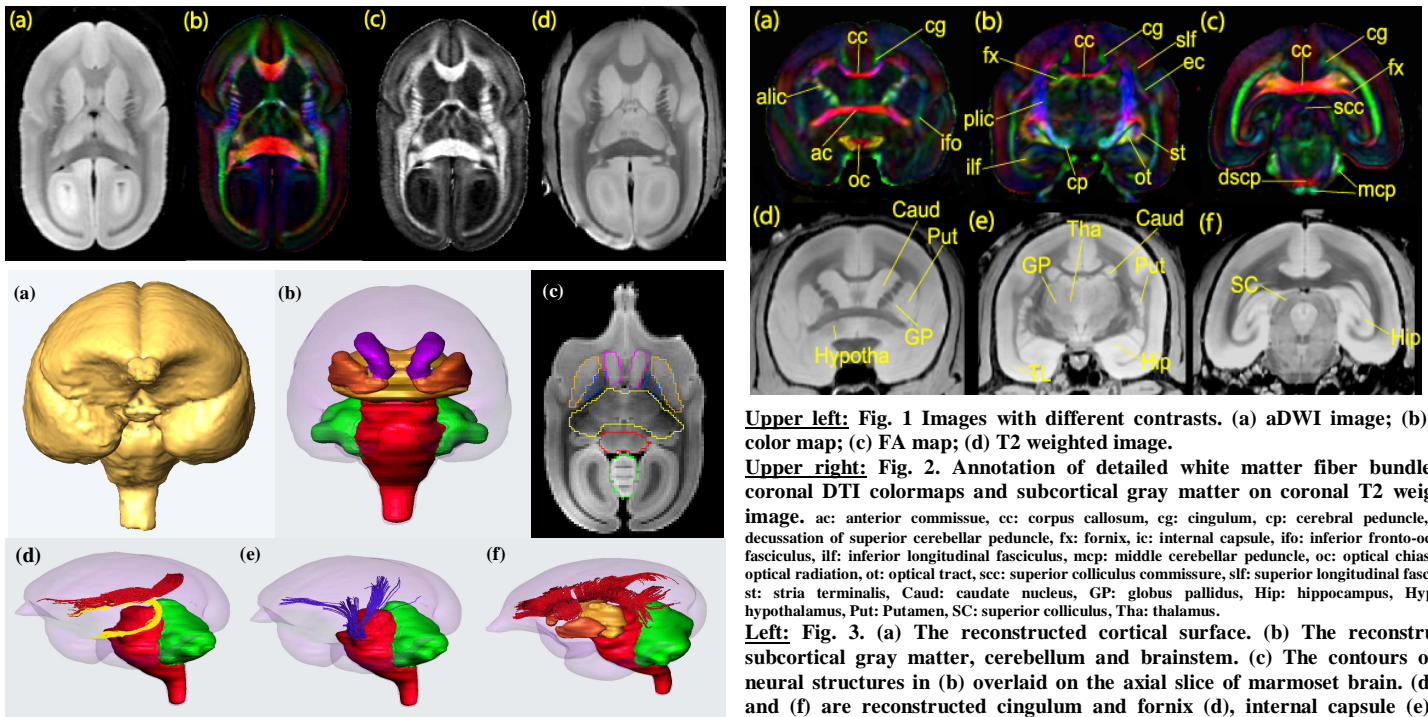 (a) (b) (c) (d)
(a) (b) (c)
cc cg
alic
ac
oc
ifo
cc cg slf
fx ec
plic
ilf
cp
ot
st
cc cg
fx
scc
dscp
mcp
(d) (e) (f)
Caud
Put
GP
Hypotha
Tha
Caud
GP
Put
Hip
TL
SC
Hip
(a) (b) (c)
(d) (e) (f)
Upper left: Fig. 1 Images with different contrasts. (a) aDWI image; (b)
color map; (c) FA map; (d) T2 weighted image.
Upper right: Fig. 2. Annotation of detailed white matter fiber bundle
coronal DTI colormaps and subcortical gray matter on coronal T2 weig
image. ac: anterior commissue, cc: corpus callosum, cg: cingulum, cp: cerebral peduncle,
decussation of superior cerebellar peduncle, fx: fornix, ic: internal capsule, ifo: inferior fronto-oc
fasciculus, ilf: inferior longitudinal fasciculus, mcp: middle cerebellar peduncle, oc: optical chias
optical radiation, ot: optical tract, scc: superior colliculus commissure, slf: superior longitudinal fasc
st: stria terminalis, Caud: caudate nucleus, GP: globus pallidus, Hip: hippocampus, Hyp
hypothalamus, Put: Putamen, SC: superior colliculus, Tha: thalamus.
Left: Fig. 3. (a) The reconstructed cortical surface. (b) The reconstru
subcortical gray matter, cerebellum and brainstem. (c) The contours o
neural structures in (b) overlaid on the axial slice of marmoset brain. (d
and (f) are reconstructed cingulum and fornix (d), internal capsule (e)